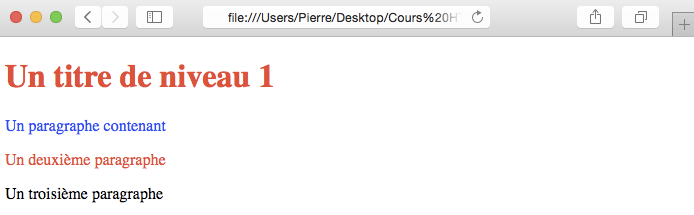 file:///Users/Pierre/Desktop/Cours%20H
Un titre de niveau 1
Un paragraphe contenant
Un deuxième paragraphe
Un troisième paragraphe